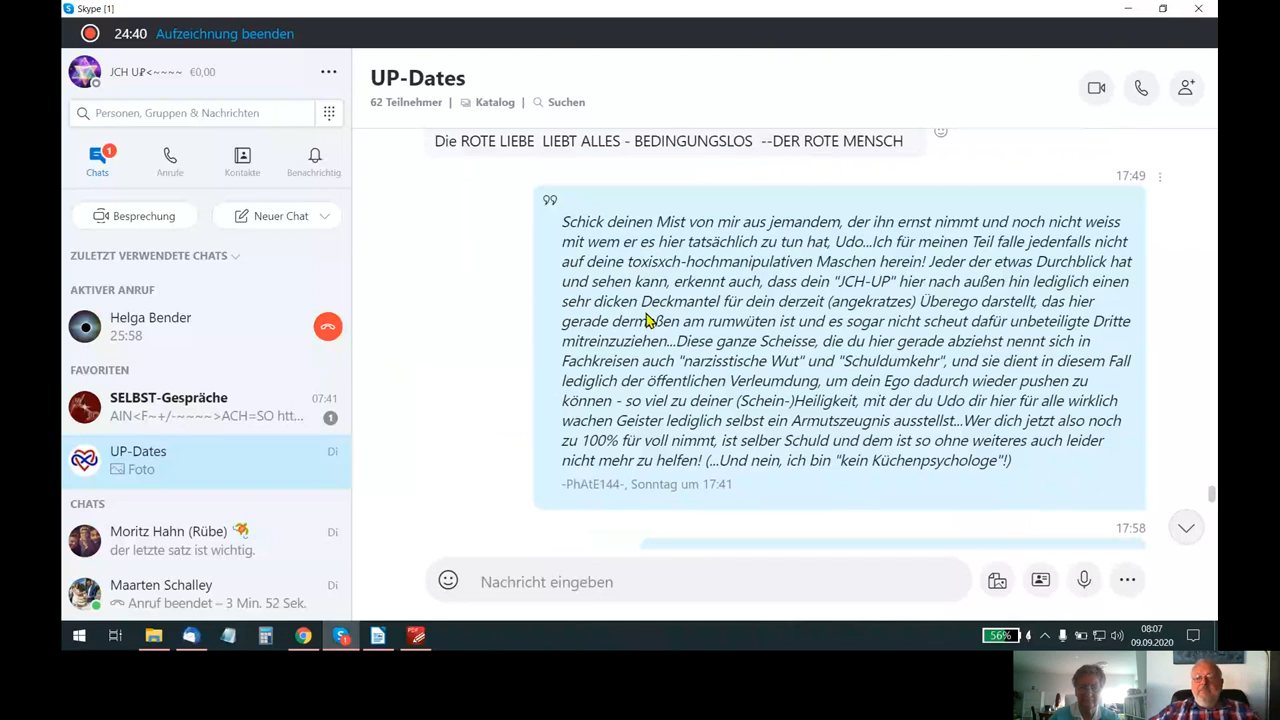 Skype [1]
24:40 Aufzeichnung beenden
JCH UP<~~~~ €0,00
Personen, Gruppen & Nachrichten
1
Chats
Anrufe
Kontakte
Benachrichtig
Besprechung
Neuer Chat
ZULETZT VERWENDETE CHATS
AKTIVER ANRUF
Helga Bender
25:58
FAVORITEN
SELBST-Gespräche 07:41
AIN<F~+/-~~~~>ACH=SO htt... 1
UP-Dates Di
Foto
CHATS
Moritz Hahn (Rübe) Di
der letzte satz ist wichtig.
Maarten Schalley Di
Anruf beendet – 3 Min. 52 Sek.
UP-Dates
62 Teilnehmer | Katalog | Suchen
Die ROTE LIEBE LIEBT ALLES - BEDINGUNGSLOS --DER ROTE MENSCH
17:49
Schick deinen Mist von mir aus jemandem, der ihn ernst nimmt und noch nicht weiss
mit wem er es hier tatsächlich zu tun hat, Udo...Ich für meinen Teil falle jedenfalls nicht
auf deine toxisxch-hochmanipulativen Maschen herein! Jeder der etwas Durchblick hat
und sehen kann, erkennt auch, dass dein "JCH-UP" hier nach außen hin lediglich einen
sehr dicken Deckmantel für dein derzeit (angekratzes) Überego darstellt, das hier
gerade dermaßen am rumwüten ist und es sogar nicht scheut dafür unbeteiligte Dritte
mitreinzuziehen...Diese ganze Scheisse, die du hier gerade abziehst nennt sich in
Fachkreisen auch "narzisstische Wut" und "Schuldumkehr", und sie dient in diesem Fall
lediglich der öffentlichen Verleumdung, um dein Ego dadurch wieder pushen zu
können - so viel zu deiner (Schein-)Heiligkeit, mit der du Udo dir hier für alle wirklich
wachen Geister lediglich selbst ein Armutszeugnis ausstellst...Wer dich jetzt also noch
zu 100% für voll nimmt, ist selber Schuld und dem ist so ohne weiteres auch leider
nicht mehr zu helfen! (...Und nein, ich bin "kein Küchenpsychologe"!)
-PhAtE144-, Sonntag um 17:41
17:58
Nachricht eingeben
56%
08:07
09.09.2020